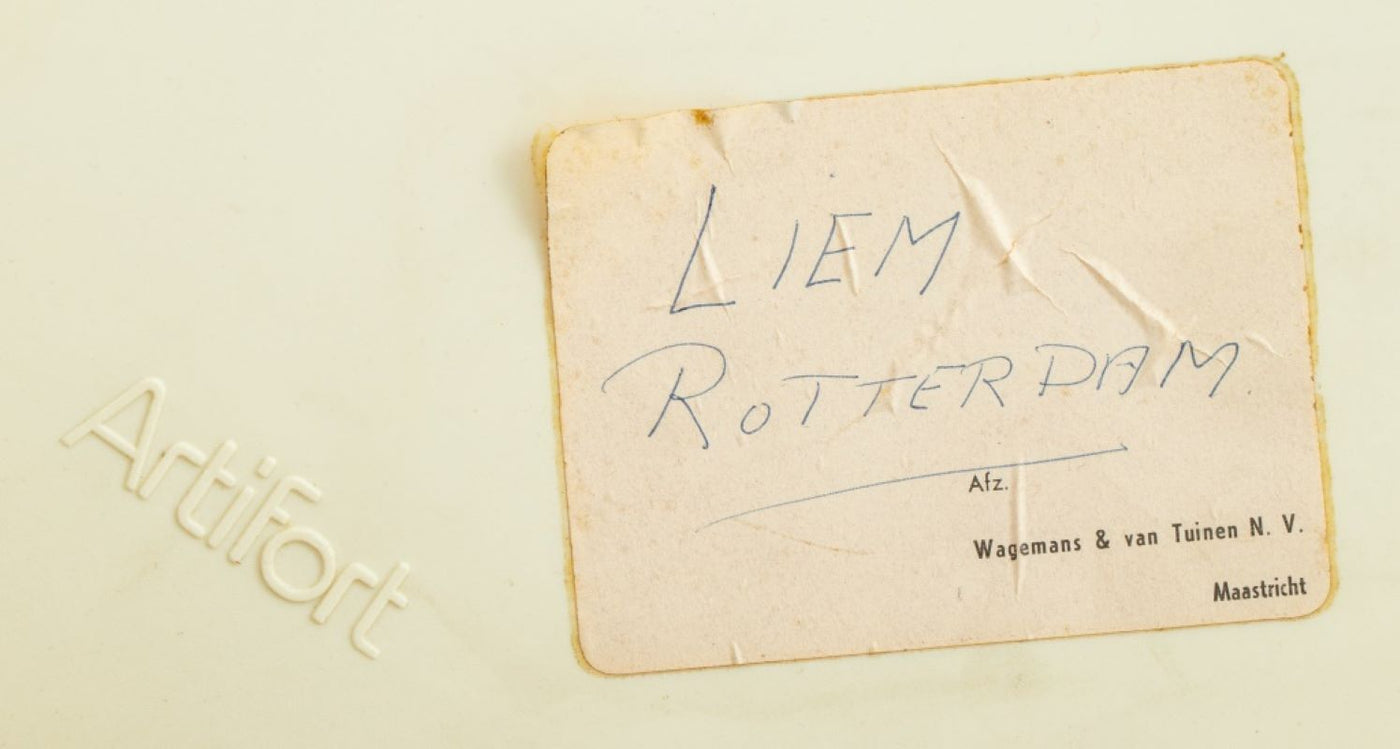 Artifort
LIEM
ROTTERDAM.
Afz.
Wagemans & van Tuinen N. V.
Maastricht